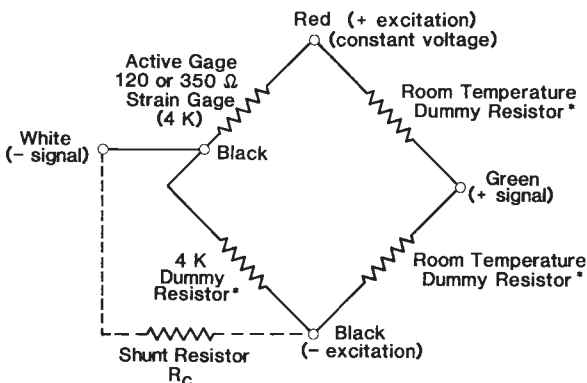 Red (+ excitation)
(constant voltage)
Active Gage
120 or 350 Ω
Strain Gage
(4 K)
Room Temperature
Dummy Resistor*
White
(- signal)
Black
Green
(+ signal)
4 K
Dummy
Resistor*
Room Temperature
Dummy Resistor*
Black
(- excitation)
Shunt Resistor
RC